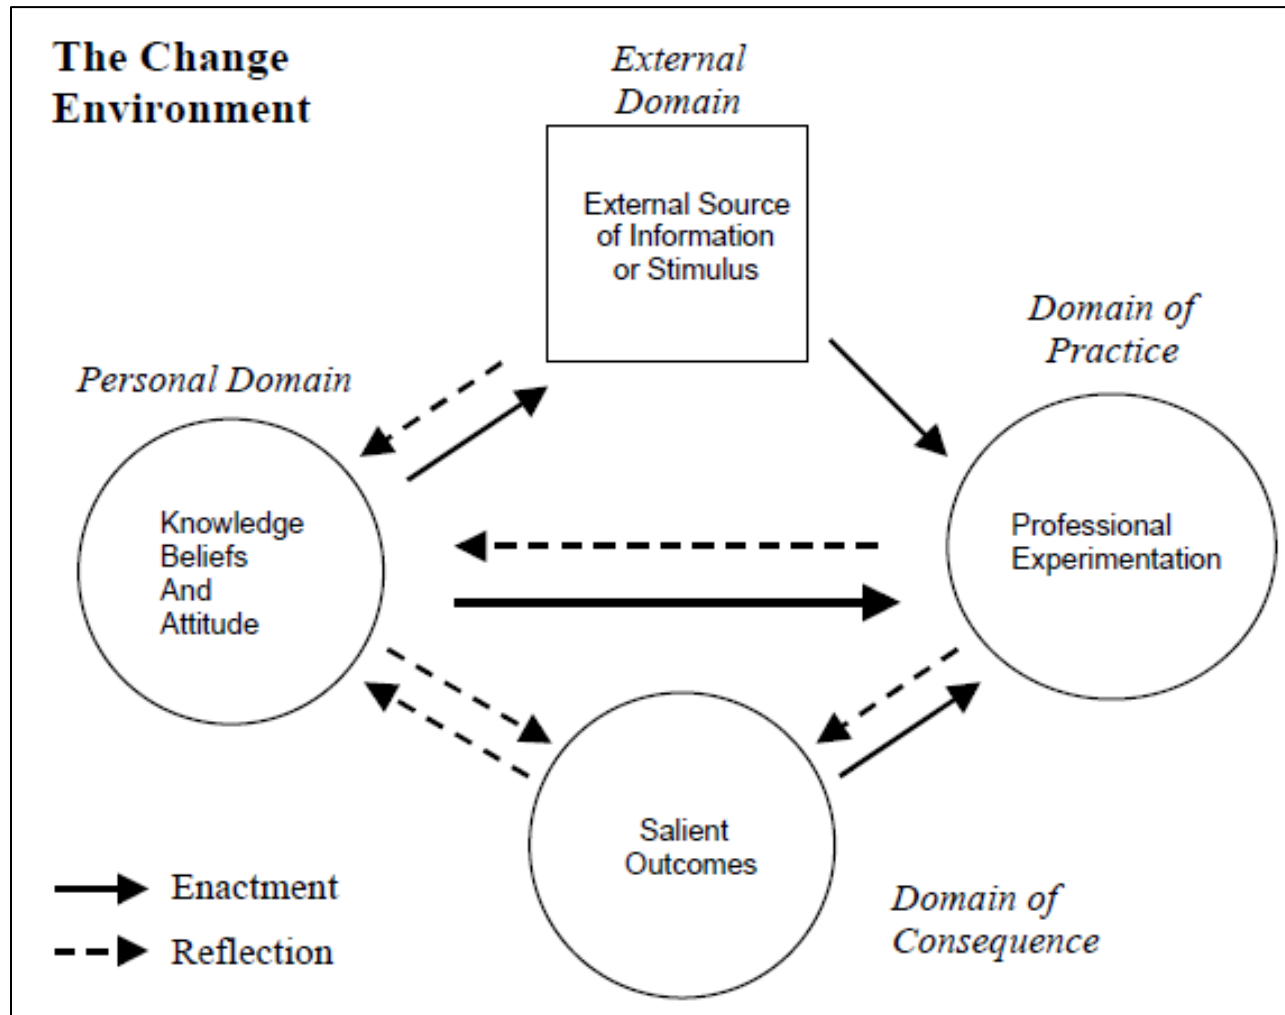 The Change
Environment
External
Domain
External Source
of Information
or Stimulus
Domain of
Practice
Personal Domain
Knowledge
Beliefs
And
Attitude
Professional
Experimentation
Salient
Outcomes
Enactment
Reflection
Domain of
Consequence